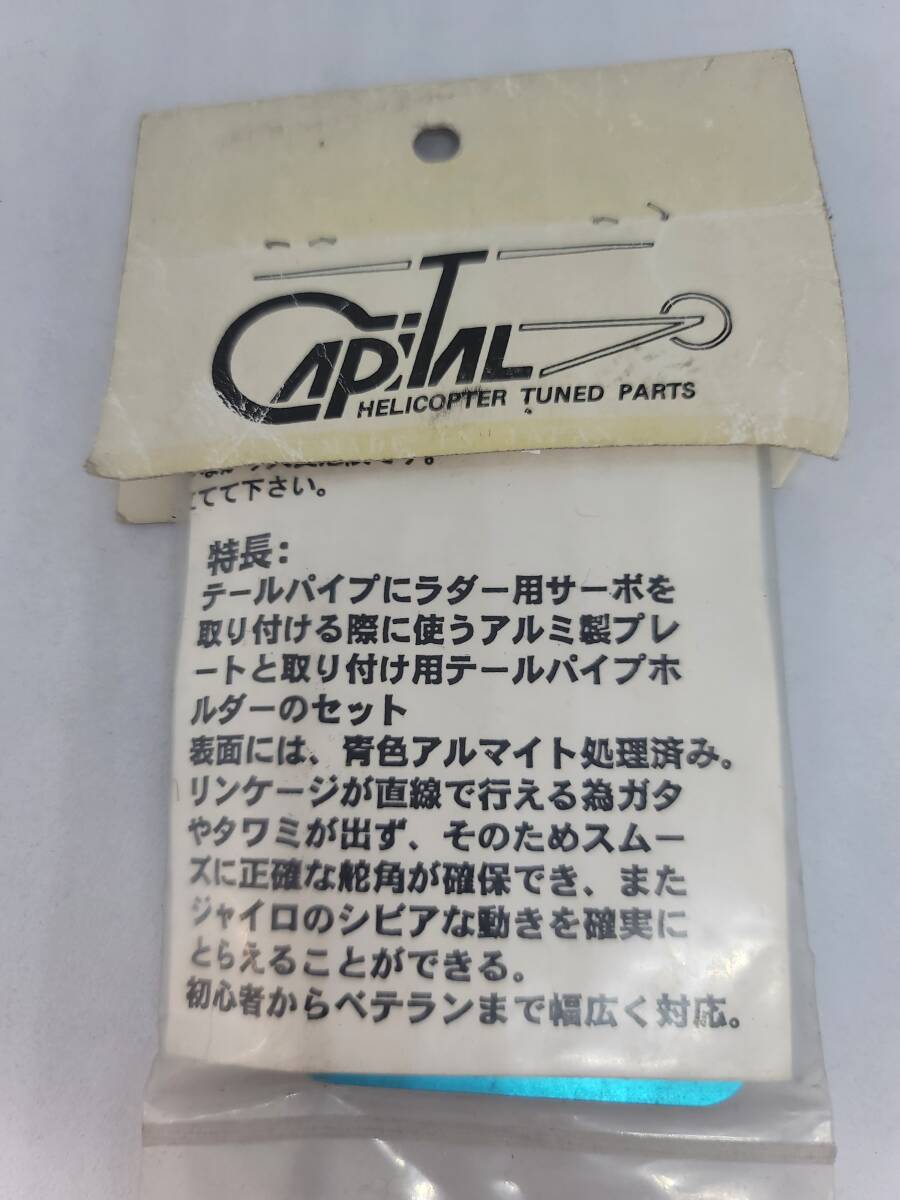 CAPITAL
HELICOPTER TUNED PARTS
てて下さい。
特長：
テールパイプにラダー用サーボを
取り付ける際に使うアルミ製プレ
ートと取り付け用テールパイプホ
ルダーのセット
表面には、青色アルマイト処理済み。
リンケージが直線で行える為ガタ
やタワミが出ず、そのためスムー
ズに正確な舵角が確保でき、また
ジャイロのシビアな動きを確実に
とらえることができる。
初心者からベテランまで幅広く対応。